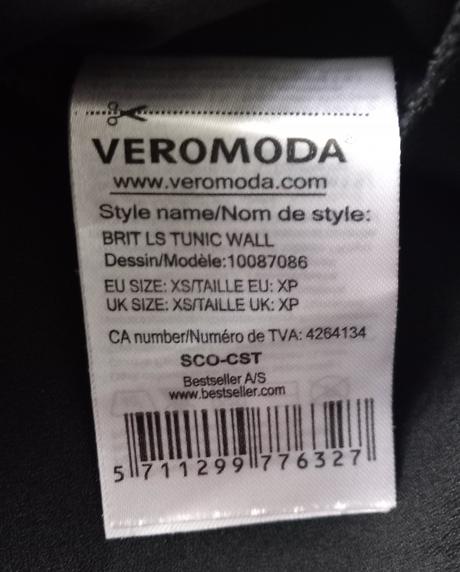 VEROMODA
www.veromoda.com
Style name/Nom de style:
BRIT LS TUNIC WALL
Dessin/Modèle:10087086
EU SIZE: XS/TAILLE EU: XP
UK SIZE: XS/TAILLE UK: XP
CA number/Numéro de TVA: 4264134
SCO-CST
Bestseller A/S
www.bestseller.com
5 711299 776327